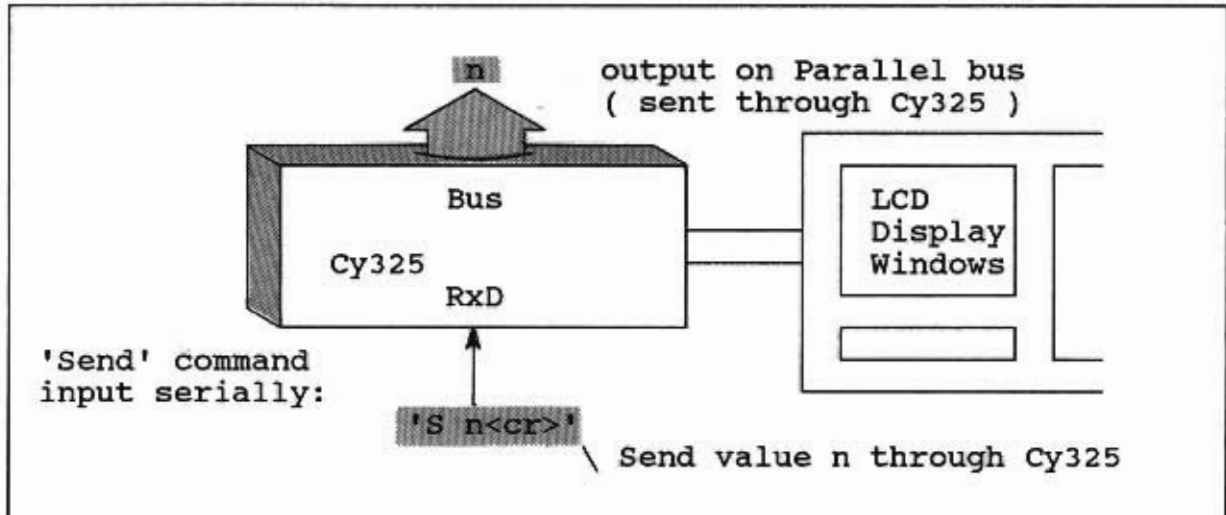 n
output on Parallel bus
( sent through Cy325 )
Bus
Cy325
RxD
LCD
Display
Windows
'Send' command
input serially:
'S n<cr>'
Send value n through Cy325